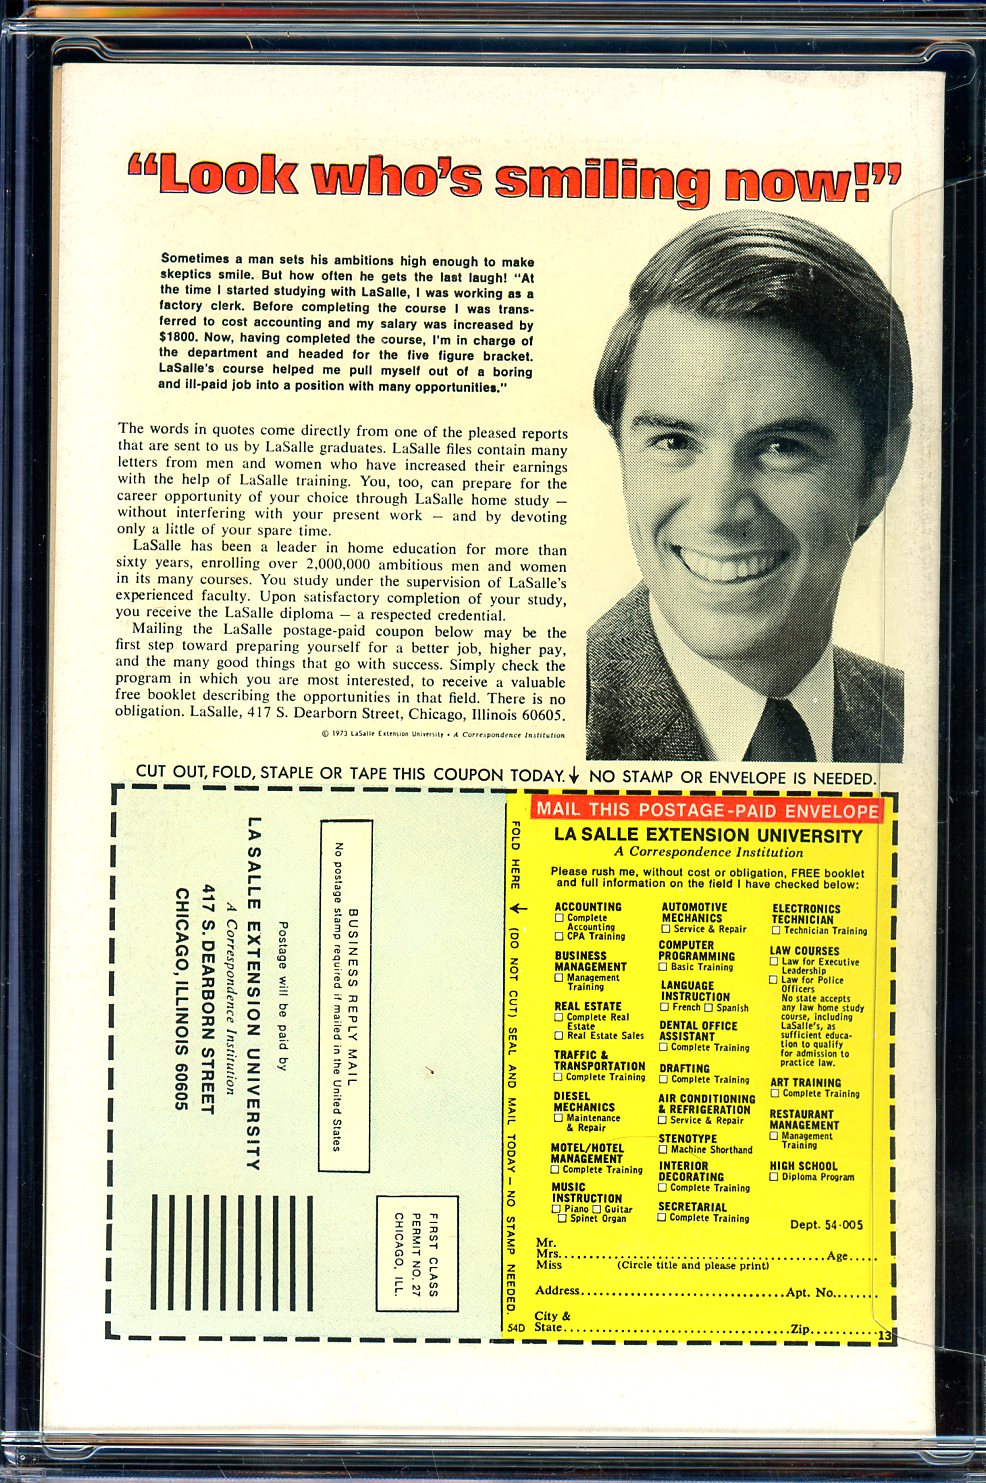 “Look who’s smiling now!”
Sometimes a man sets his ambitions high enough to make
skeptics smile. But how often he gets the last laugh! “At
the time I started studying with LaSalle, I was working as a
factory clerk. Before completing the course I was trans-
ferred to cost accounting and my salary was increased by
$1800. Now, having completed the course, I'm in charge of
the department and headed for the five figure bracket.
LaSalle's course helped me pull myself out of a boring
and ill-paid job into a position with many opportunities.”
The words in quotes come directly from one of the pleased reports
that are sent to us by LaSalle graduates. LaSalle files contain many
letters from men and women who have increased their earnings
with the help of LaSalle training. You, too, can prepare for the
career opportunity of your choice through LaSalle home study —
without interfering with your present work — and by devoting
only a little of your spare time.
LaSalle has been a leader in home education for more than
sixty years, enrolling over 2,000,000 ambitious men and women
in its many courses. You study under the supervision of LaSalle's
experienced faculty. Upon satisfactory completion of your study,
you receive the LaSalle diploma — a respected credential.
Mailing the LaSalle postage-paid coupon below may be the
first step toward preparing yourself for a better job, higher pay,
and the many good things that go with success. Simply check the
program in which you are most interested, to receive a valuable
free booklet describing the opportunities in that field. There is no
obligation. LaSalle, 417 S. Dearborn Street, Chicago, Illinois 60605.
© 1973 LaSalle Extension University • A Correspondence Institution
CUT OUT, FOLD, STAPLE OR TAPE THIS COUPON TODAY. ↓ NO STAMP OR ENVELOPE IS NEEDED.
BUSINESS REPLY MAIL
No postage stamp required if mailed in the United States
Postage will be paid by
LASALLE EXTENSION UNIVERSITY
A Correspondence Institution
417 S. DEARBORN STREET
CHICAGO, ILLINOIS 60605
FIRST CLASS
PERMIT NO. 27
CHICAGO, ILL.
FOLD HERE → (DO NOT CUT) SEAL AND MAIL TODAY — NO STAMP NEEDED.
54D
MAIL THIS POSTAGE-PAID ENVELOPE
LA SALLE EXTENSION UNIVERSITY
A Correspondence Institution
Please rush me, without cost or obligation, FREE booklet
and full information on the field I have checked below:
ACCOUNTING
☐ Complete
Accounting
☐ CPA Training
BUSINESS
MANAGEMENT
☐ Management
Training
REAL ESTATE
☐ Complete Real
Estate
☐ Real Estate Sales
TRAFFIC &
TRANSPORTATION
☐ Complete Training
DIESEL
MECHANICS
☐ Maintenance
& Repair
MOTEL/HOTEL
MANAGEMENT
☐ Complete Training
MUSIC
INSTRUCTION
☐ Piano ☐ Guitar
☐ Spinet Organ
AUTOMOTIVE
MECHANICS
☐ Service & Repair
COMPUTER
PROGRAMMING
☐ Basic Training
LANGUAGE
INSTRUCTION
☐ French ☐ Spanish
DENTAL OFFICE
ASSISTANT
☐ Complete Training
DRAFTING
☐ Complete Training
AIR CONDITIONING
& REFRIGERATION
☐ Service & Repair
STENOTYPE
☐ Machine Shorthand
INTERIOR
DECORATING
☐ Complete Training
SECRETARIAL
☐ Complete Training
ELECTRONICS
TECHNICIAN
☐ Technician Training
LAW COURSES
☐ Law for Executive
Leadership
☐ Law for Police
Officers
No state accepts
any law home study
course, including
LaSalle's, as
sufficient educa-
tion to qualify
for admission to
practice law.
ART TRAINING
☐ Complete Training
RESTAURANT
MANAGEMENT
☐ Management
Training
HIGH SCHOOL
☐ Diploma Program
Dept. 54-005
Mr.
Mrs. Age
Miss (Circle title and please print)
Address Apt. No.
City &
State Zip
13